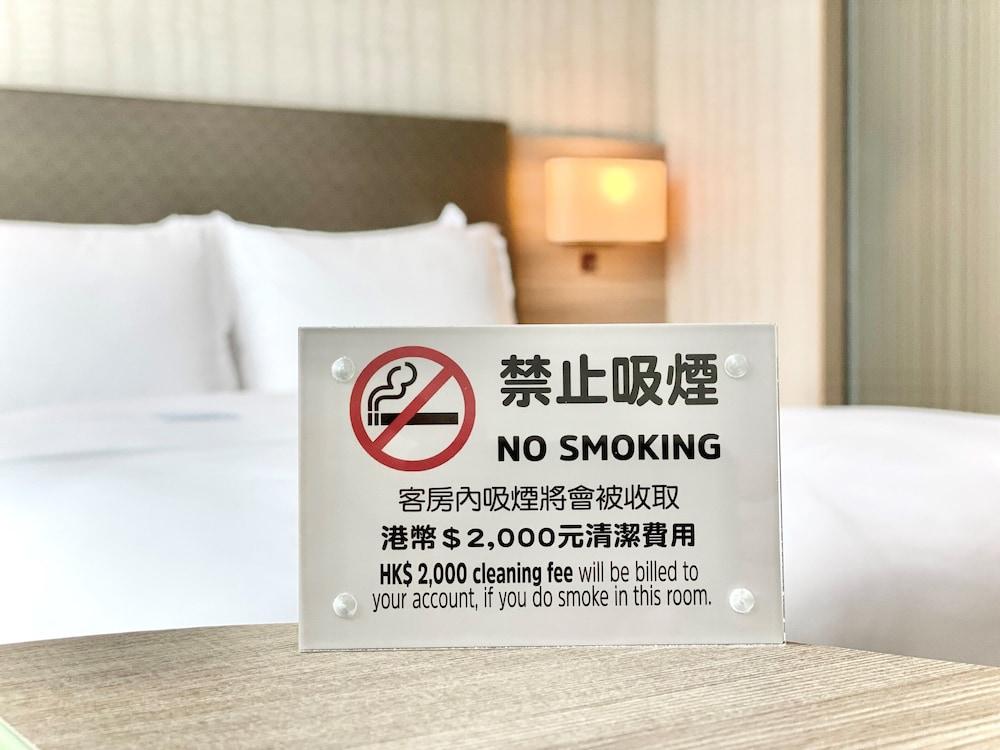 禁止吸煙
NO SMOKING
客房內吸煙將會被收取
港幣$2,000元清潔費用
HK$ 2,000 cleaning fee will be billed to
your account, if you do smoke in this room.